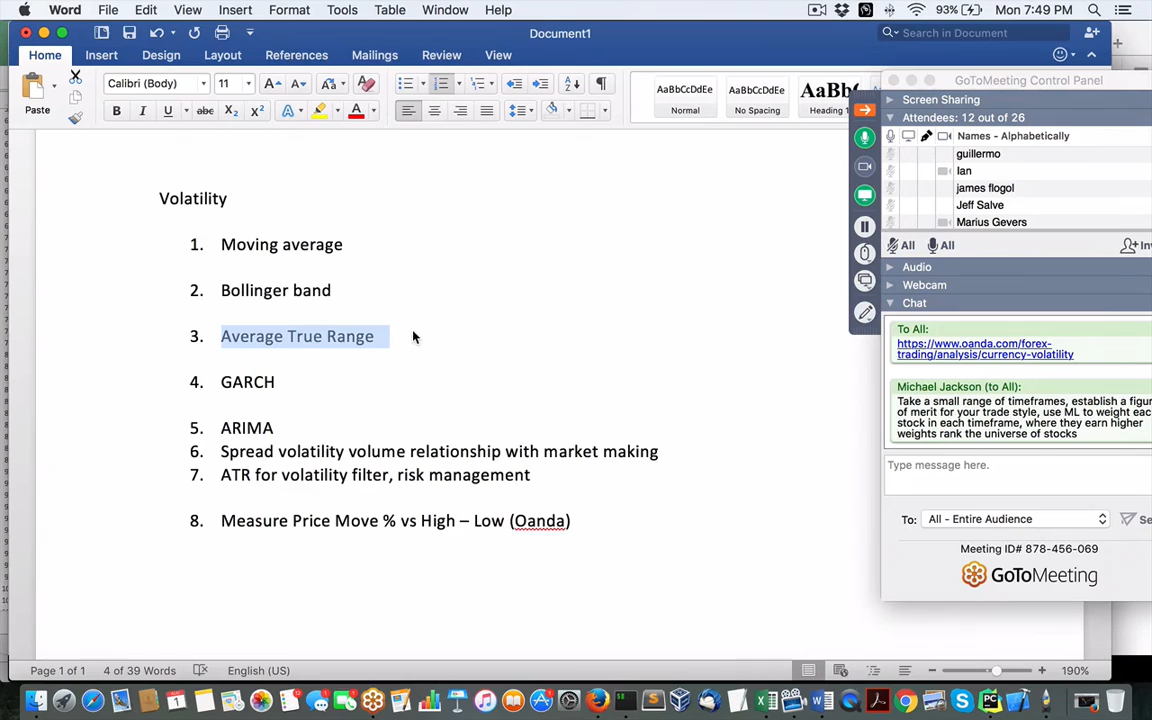 Word File Edit View Insert Format Tools Table Window Help 93% Mon 7:49 PM
Document1
Search in Document
Home Insert Design Layout References Mailings Review View
Paste
Calibri (Body) 11
AaBbCcDdEe AaBbCcDdEe AaBbC
Normal No Spacing Heading 1
Volatility
1. Moving average
2. Bollinger band
3. Average True Range
4. GARCH
5. ARIMA
6. Spread volatility volume relationship with market making
7. ATR for volatility filter, risk management
8. Measure Price Move % vs High – Low (Oanda)
GoToMeeting Control Panel
Screen Sharing
Attendees: 12 out of 26
Names - Alphabetically
guillermo
Ian
james flogol
Jeff Salve
Marius Gevers
All All Inv
Audio
Webcam
Chat
To All:
https://www.oanda.com/forex-
trading/analysis/currency-volatility
Michael Jackson (to All):
Take a small range of timeframes, establish a figur
of merit for your trade style, use ML to weight eac
stock in each timeframe, where they earn higher
weights rank the universe of stocks
Type message here.
To: All - Entire Audience Se
Meeting ID# 878-456-069
GoToMeeting
Page 1 of 1 4 of 39 Words English (US) 190%